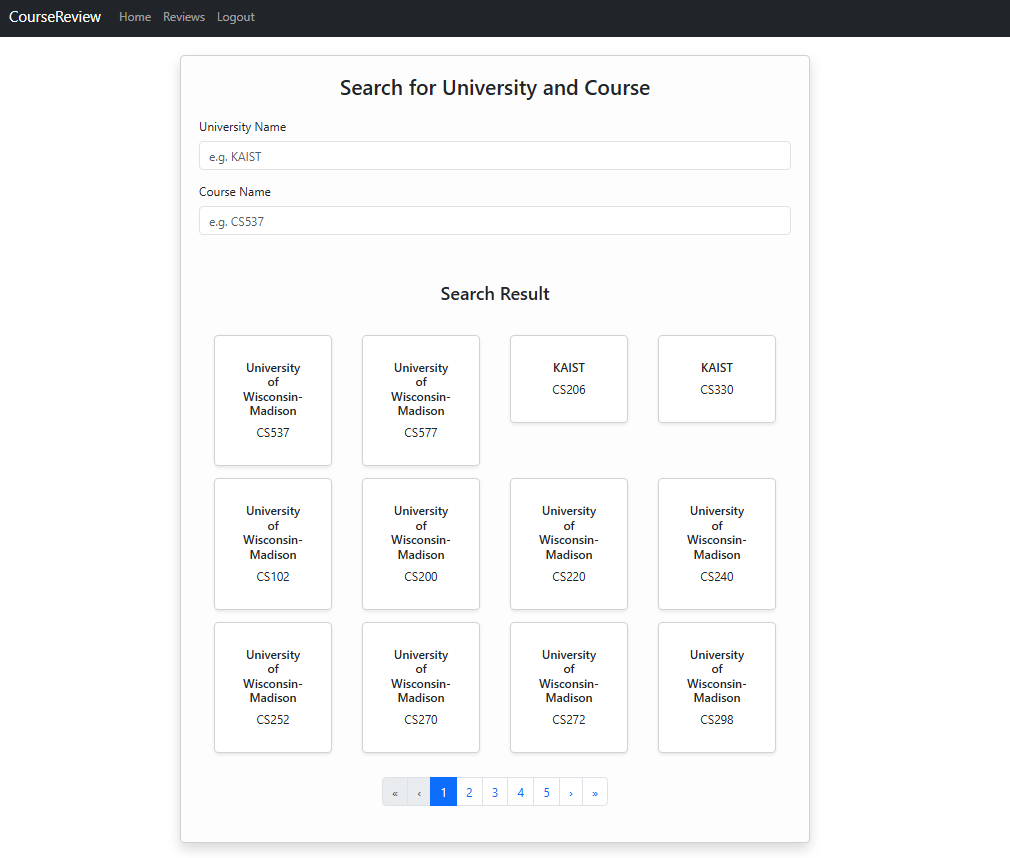 CourseReview Home Reviews Logout
Search for University and Course
University Name
e.g. KAIST
Course Name
e.g. CS537
Search Result
University
of
Wisconsin-
Madison
CS537
University
of
Wisconsin-
Madison
CS577
KAIST
CS206
KAIST
CS330
University
of
Wisconsin-
Madison
CS102
University
of
Wisconsin-
Madison
CS200
University
of
Wisconsin-
Madison
CS220
University
of
Wisconsin-
Madison
CS240
University
of
Wisconsin-
Madison
CS252
University
of
Wisconsin-
Madison
CS270
University
of
Wisconsin-
Madison
CS272
University
of
Wisconsin-
Madison
CS298
« ‹ 1 2 3 4 5 › »